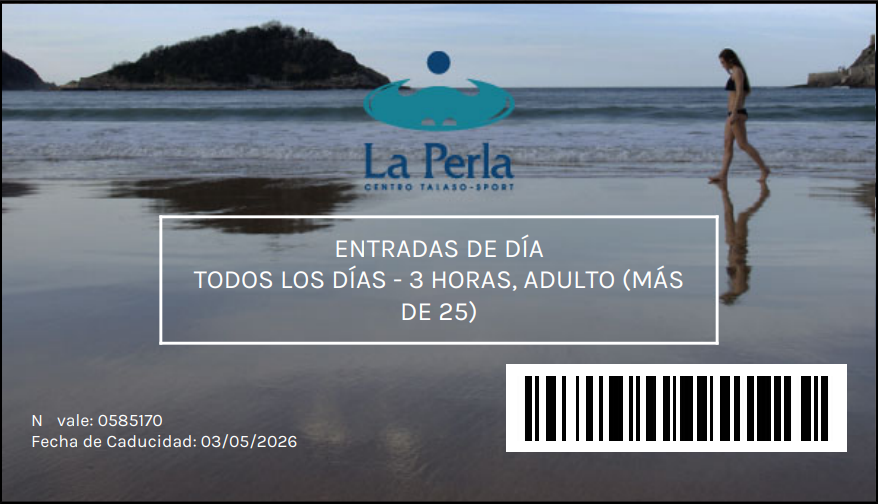 La Perla
CENTRO TALASO-SPORT
ENTRADAS DE DÍA
TODOS LOS DÍAS - 3 HORAS, ADULTO (MÁS
DE 25)
N vale: 0585170
Fecha de Caducidad: 03/05/2026